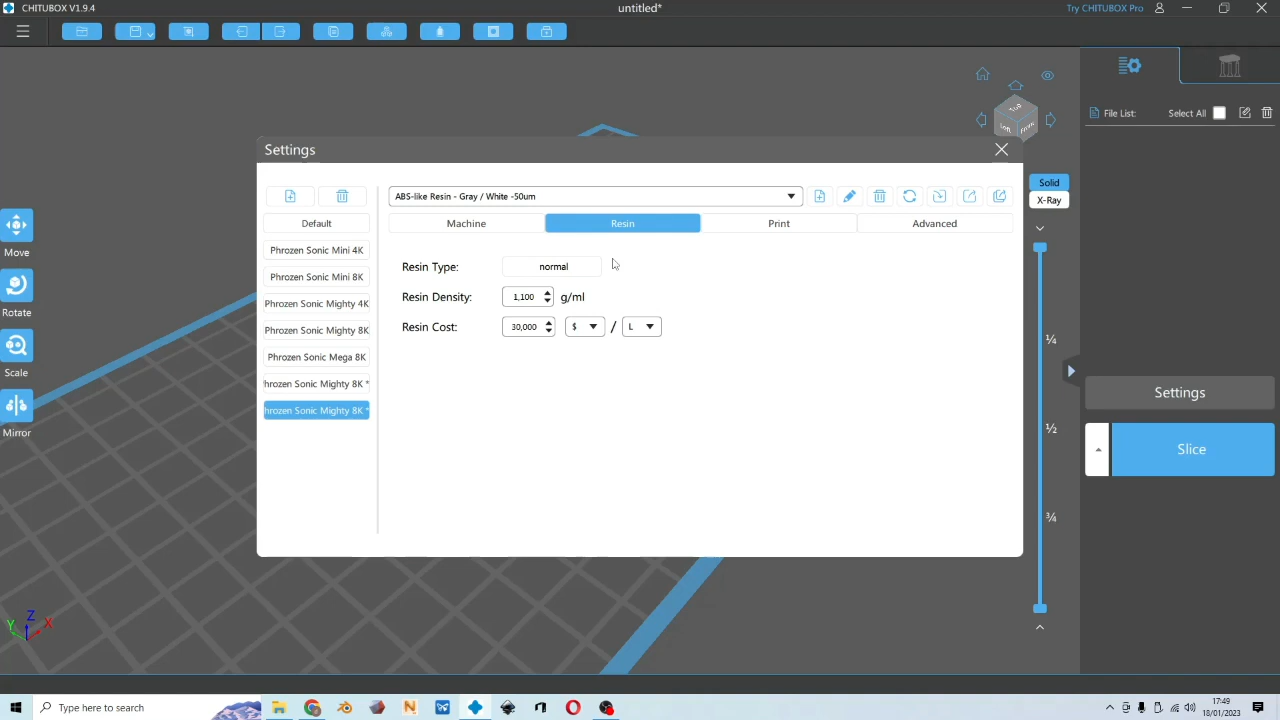 CHITUBOX V1.9.4
untitled*
Try CHITUBOX Pro
File List:
Select All
Settings
ABS-like Resin - Gray / White -50um
Default
Machine
Resin
Print
Advanced
Phrozen Sonic Mini 4K
Phrozen Sonic Mini 8K
Phrozen Sonic Mighty 4K
Phrozen Sonic Mighty 8K
Phrozen Sonic Mega 8K
hrozen Sonic Mighty 8K *
hrozen Sonic Mighty 8K *
Resin Type:
normal
Resin Density:
1,100
g/ml
Resin Cost:
30,000
$
/
L
Move
Rotate
Scale
Mirror
Solid
X-Ray
¼
½
¾
Settings
Slice
Z
Y
X
Type here to search
17:49
18/01/2023